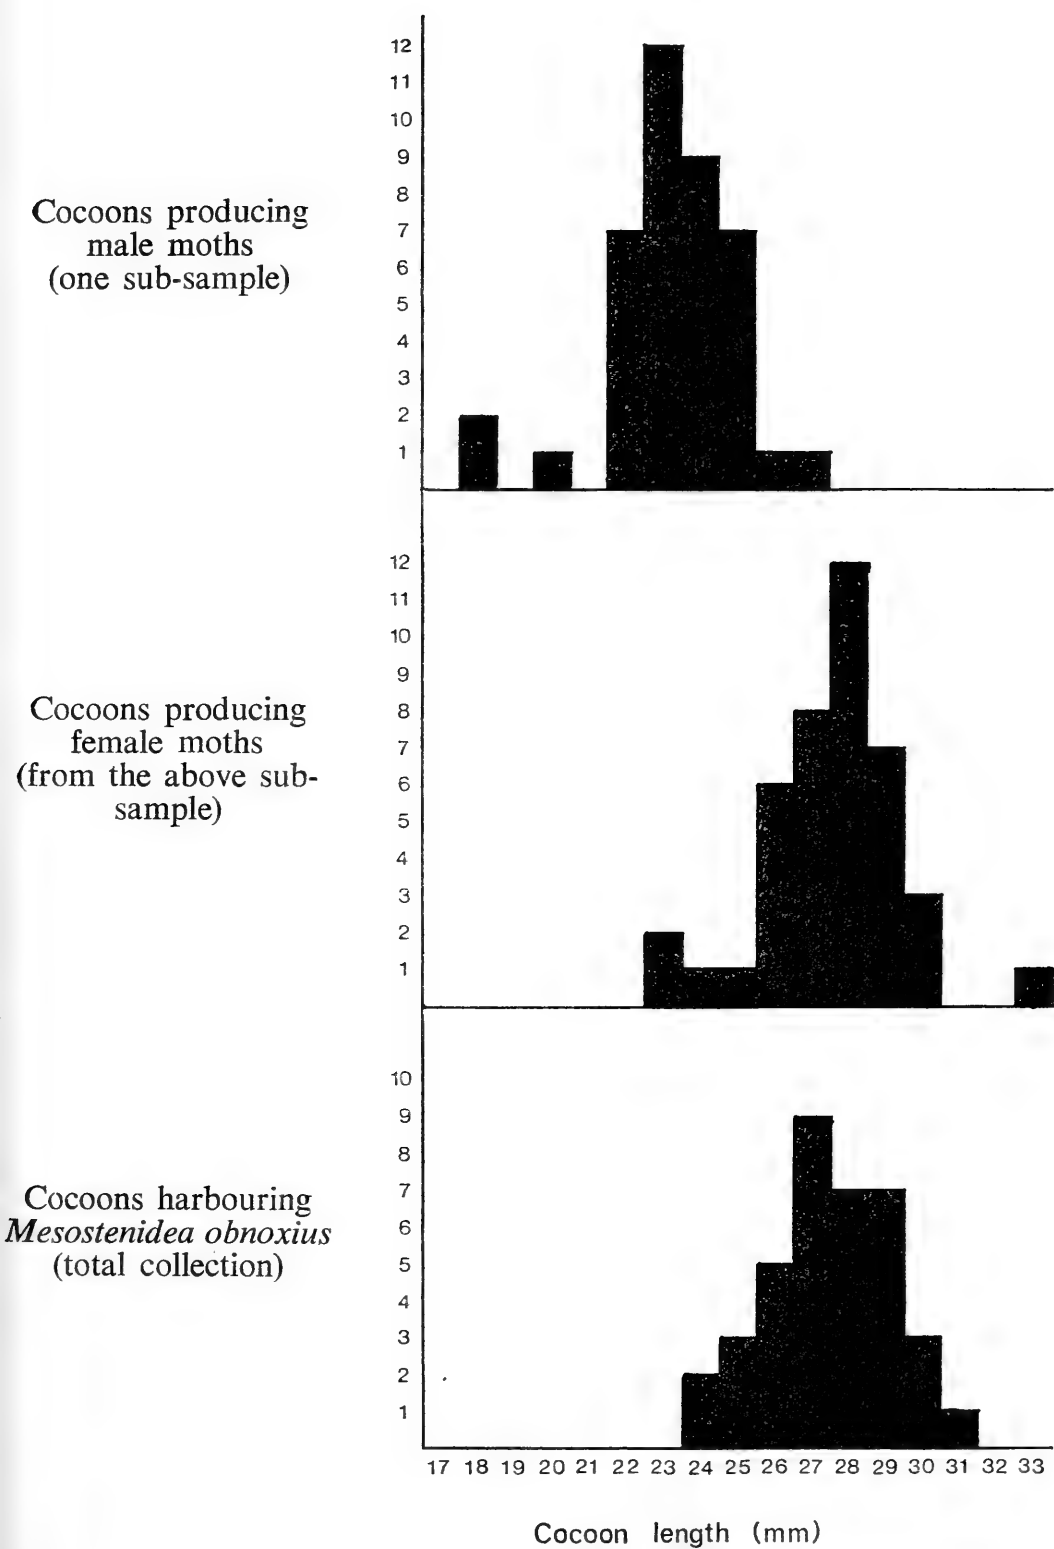 12
11
10
9
8
7
6
5
4
3
2
1
Cocoons producing
male moths
(one sub-sample)
12
11
10
9
8
7
6
5
4
3
2
1
Cocoons producing
female moths
(from the above sub-
sample)
10
9
8
7
6
5
4
3
2
1
Cocoons harbouring
Mesostenidea obnoxius
(total collection)
17 18 19 20 21 22 23 24 25 26 27 28 29 30 31 32 33
Cocoon length (mm)